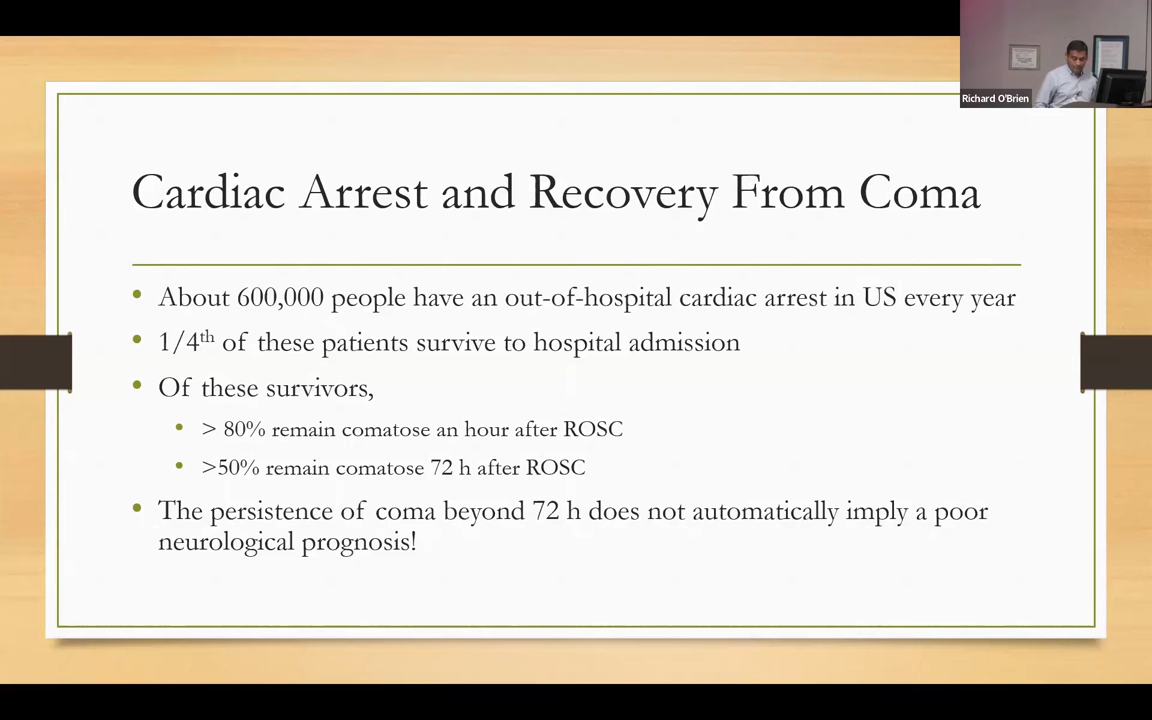 Richard O'Brien
Cardiac Arrest and Recovery From Coma
• About 600,000 people have an out-of-hospital cardiac arrest in US every year
• 1/4th of these patients survive to hospital admission
• Of these survivors,
• > 80% remain comatose an hour after ROSC
• >50% remain comatose 72 h after ROSC
• The persistence of coma beyond 72 h does not automatically imply a poor
neurological prognosis!